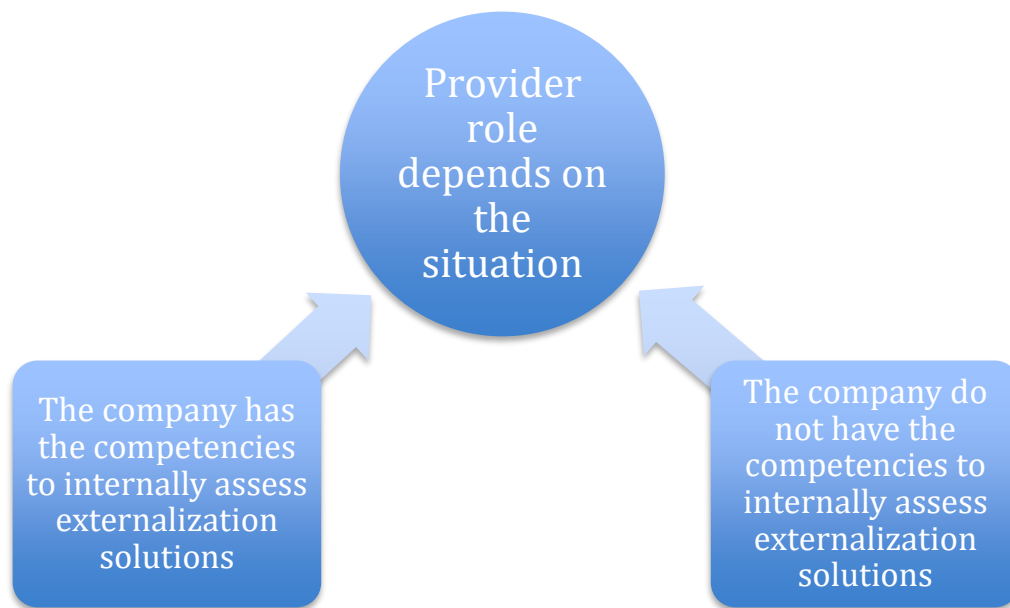 Provider
role
depends on
the
situation
The company has
the competencies
to internally assess
externalization
solutions
The company do
not have the
competencies to
internally assess
externalization
solutions